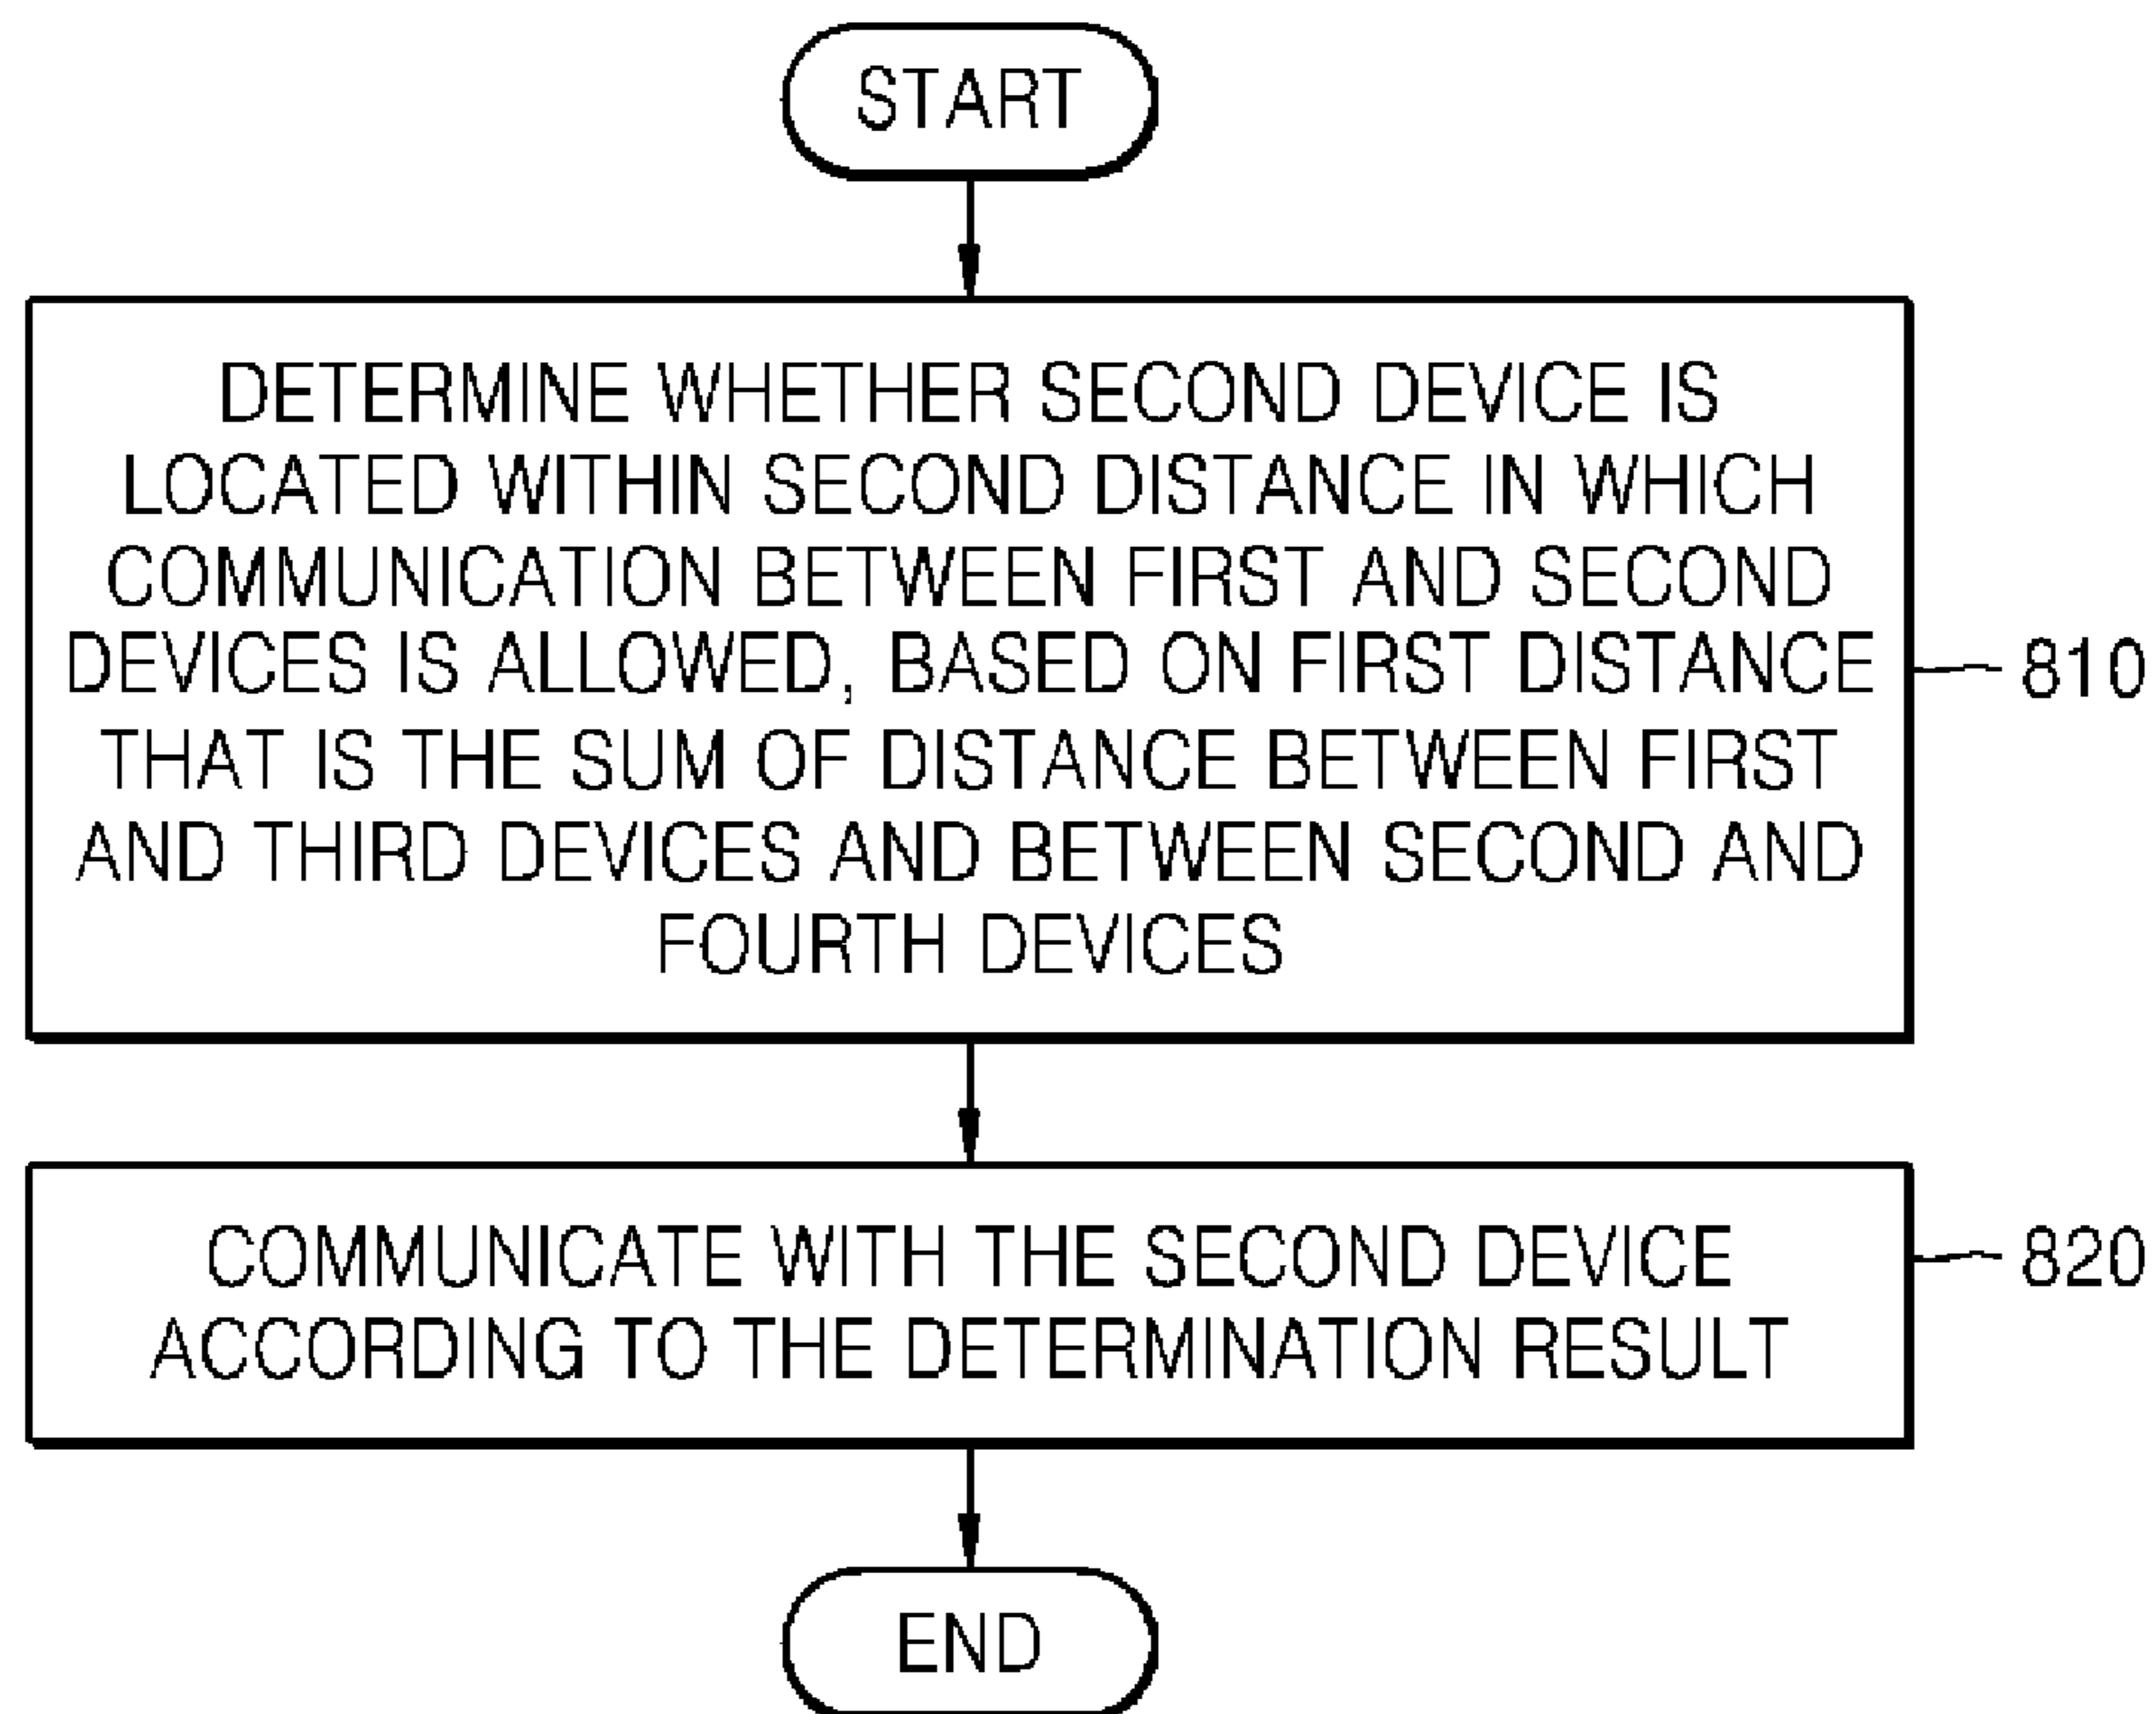 START
DETERMINE WHETHER SECOND DEVICE IS
LOCATED WITHIN SECOND DISTANCE IN WHICH
COMMUNICATION BETWEEN FIRST AND SECOND
DEVICES IS ALLOWED, BASED ON FIRST DISTANCE
THAT IS THE SUM OF DISTANCE BETWEEN FIRST
AND THIRD DEVICES AND BETWEEN SECOND AND
FOURTH DEVICES
810
COMMUNICATE WITH THE SECOND DEVICE
ACCORDING TO THE DETERMINATION RESULT
820
END